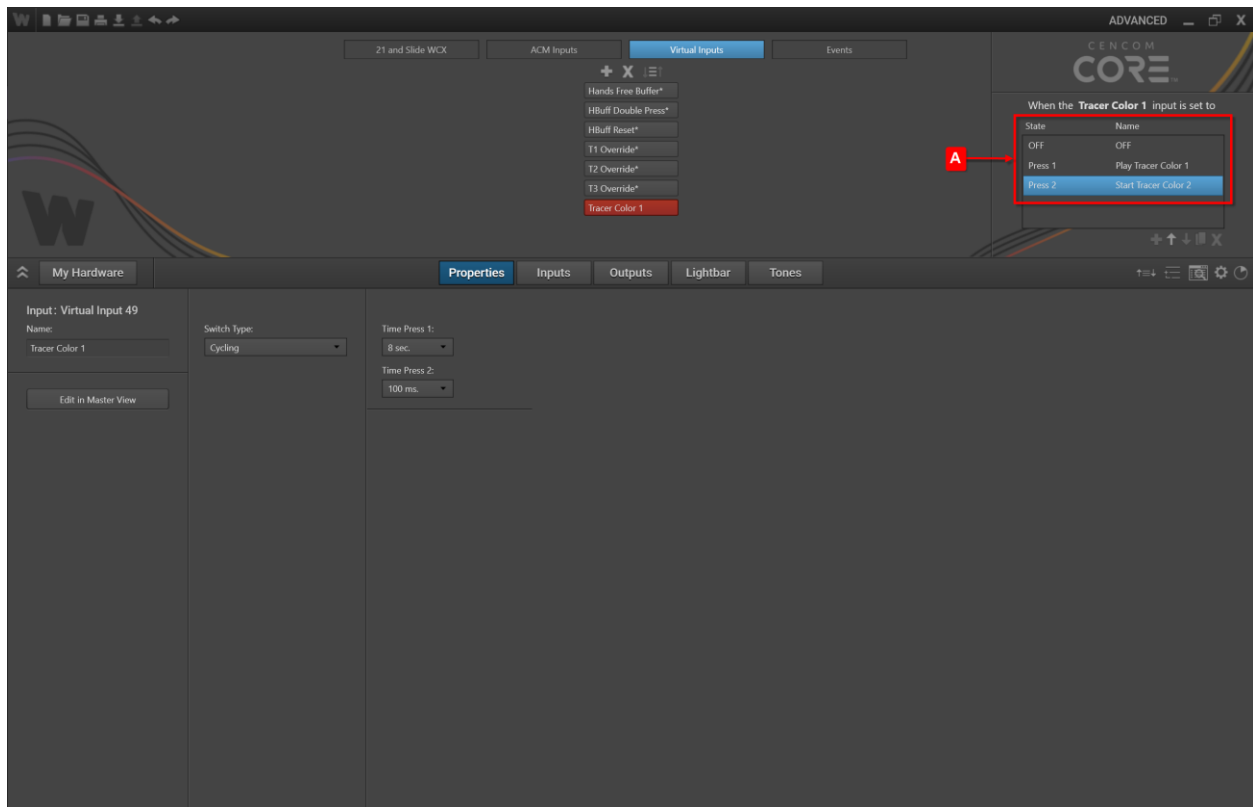 W ADVANCED X
21 and Slide WCX ACM Inputs Virtual Inputs Events
CENCOM
CORE
Hands Free Buffer*
HBuff Double Press*
HBuff Reset*
T1 Override*
T2 Override*
T3 Override*
Tracer Color 1
When the Tracer Color 1 input is set to
State Name
OFF OFF
Press 1 Play Tracer Color 1
Press 2 Start Tracer Color 2
A
W
My Hardware Properties Inputs Outputs Lightbar Tones
Input: Virtual Input 49
Name:
Tracer Color 1
Edit in Master View
Switch Type:
Cycling
Time Press 1:
8 sec.
Time Press 2:
100 ms.